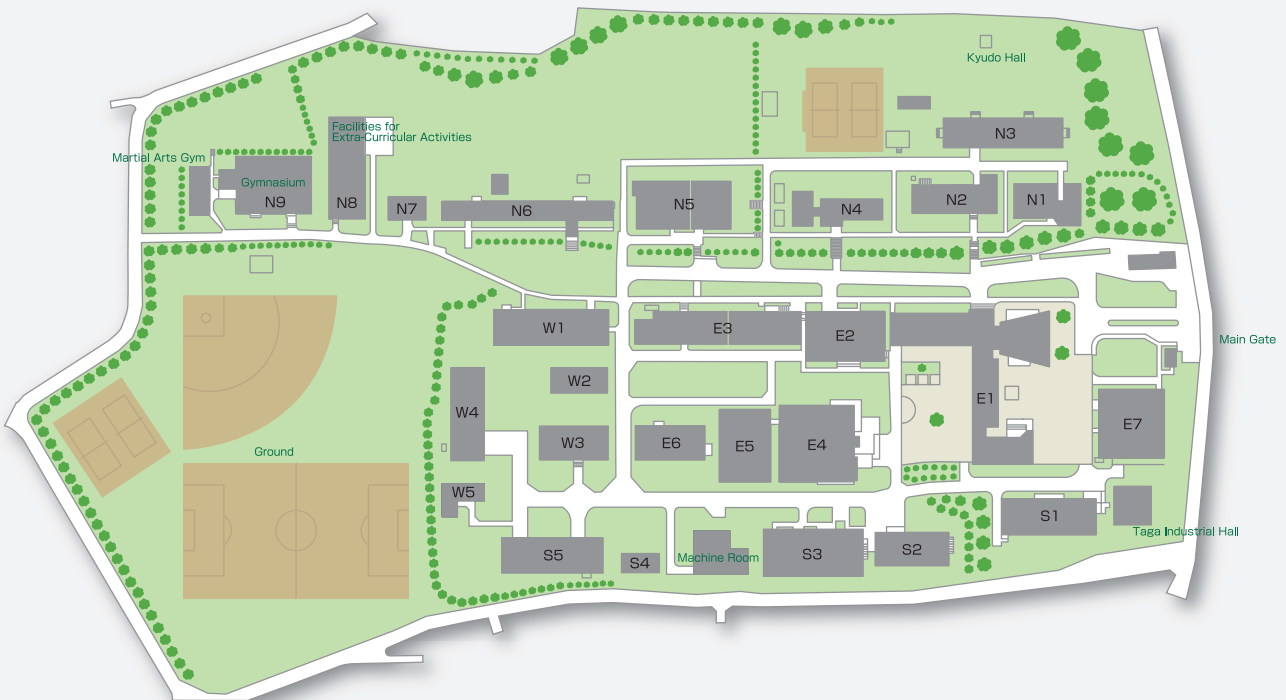 Kyudo Hall
Facilities for
Extra-Curricular Activities
N3
Martial Arts Gym
Gymnasium
N9
N8
N7
N6
N5
N4
N2
N1
W1
E3
E2
Main Gate
W2
W4
W3
E6
E5
E4
E1
E7
Ground
W5
S1
Taga Industrial Hall
S5
S4
Machine Room
S3
S2